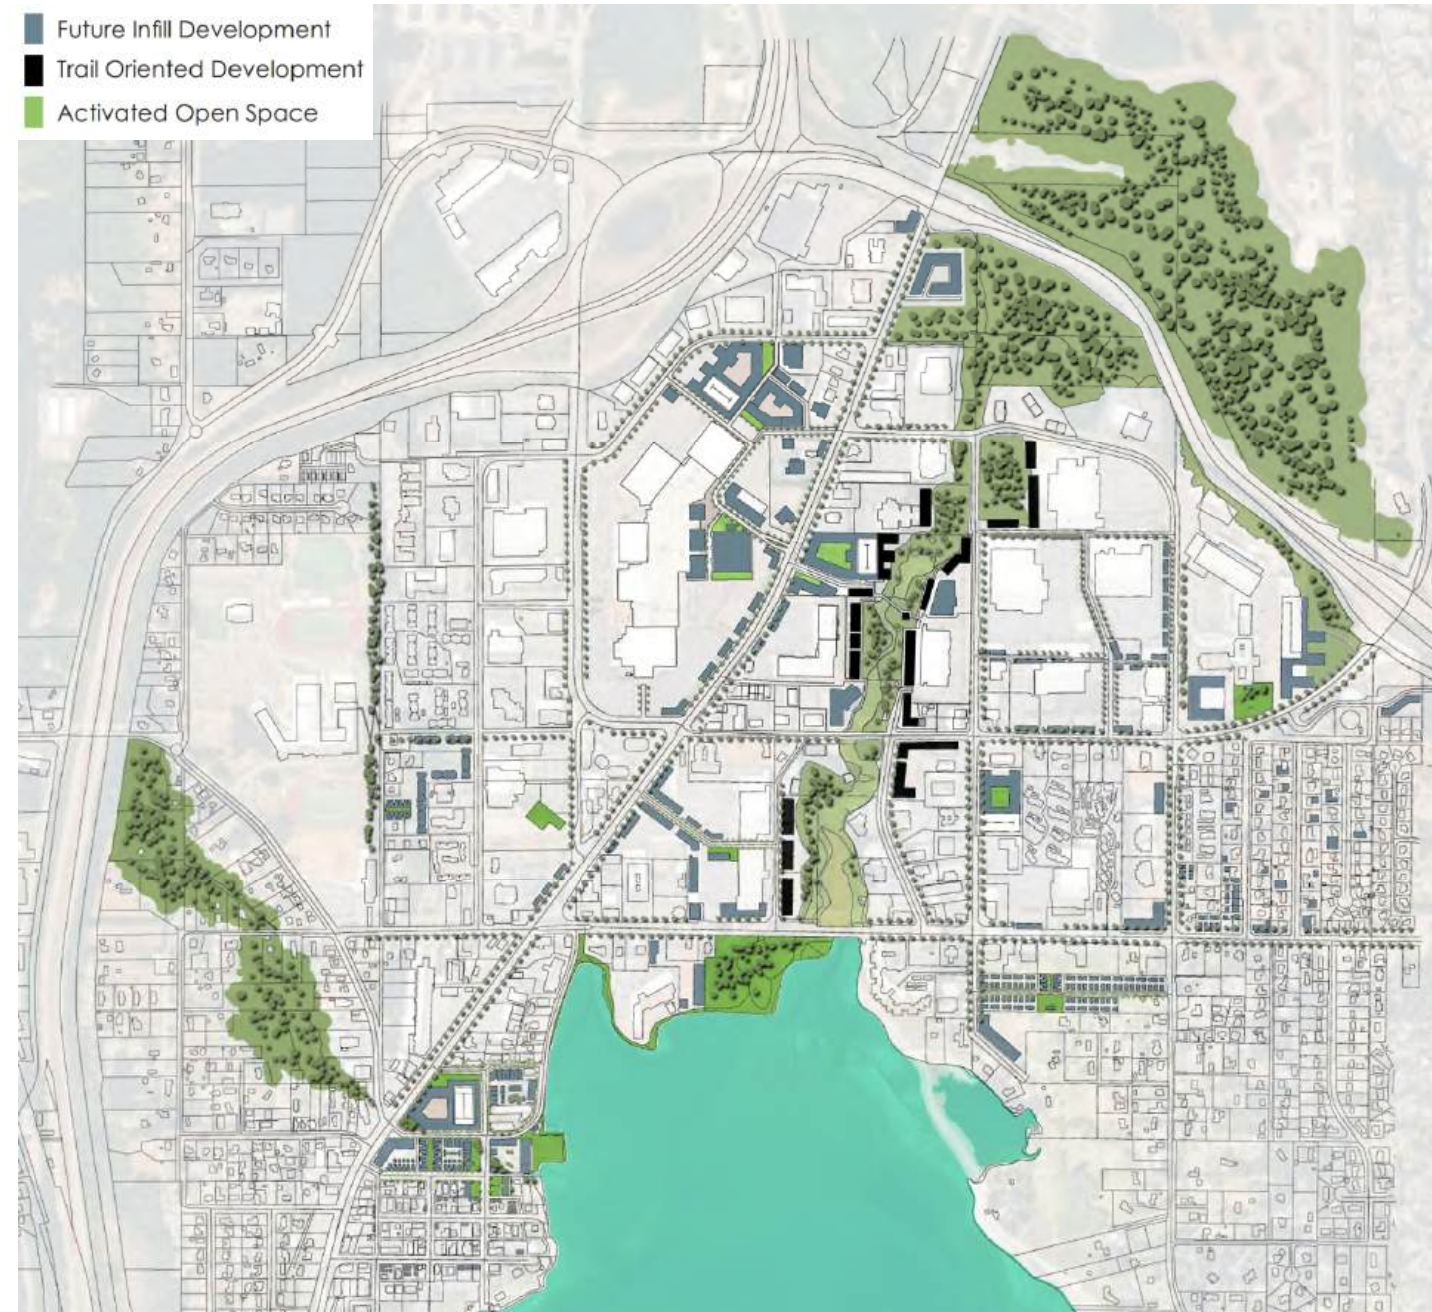 Future Infill Development
Trail Oriented Development
Activated Open Space